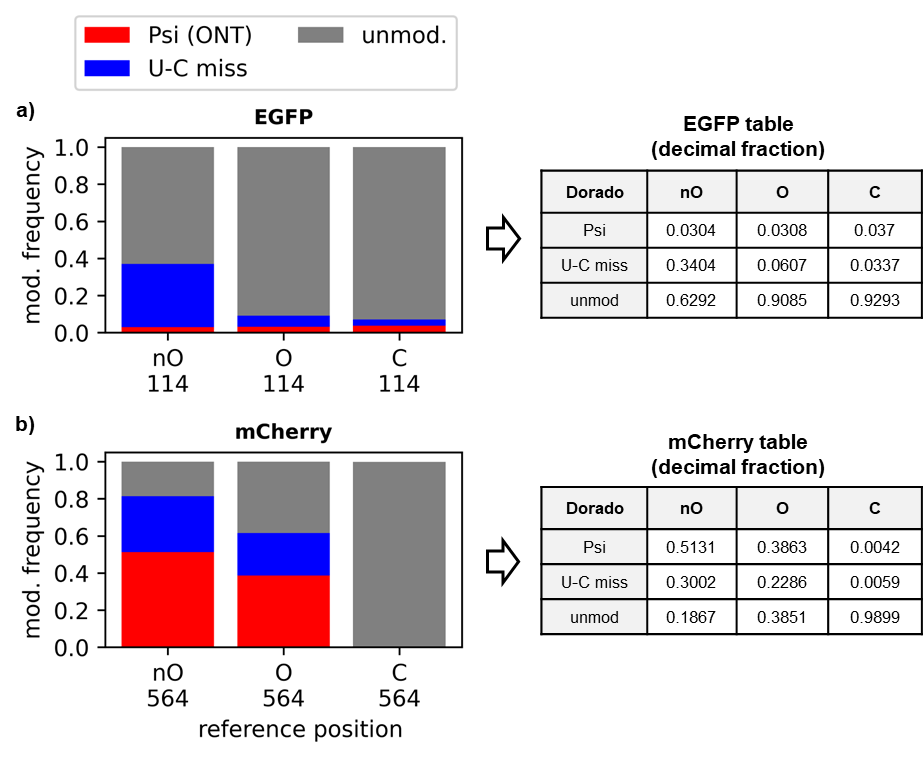 Psi (ONT)
unmod.
U-C miss
a)
EGFP
mod. frequency
1.0
0.8
0.6
0.4
0.2
0.0
nO
O
C
114
114
114
EGFP table
(decimal fraction)
Dorado nO O C
Psi 0.0304 0.0308 0.037
U-C miss 0.3404 0.0607 0.0337
unmod 0.6292 0.9085 0.9293
b)
mCherry
mod. frequency
1.0
0.8
0.6
0.4
0.2
0.0
nO
O
C
564
564
564
reference position
mCherry table
(decimal fraction)
Dorado nO O C
Psi 0.5131 0.3863 0.0042
U-C miss 0.3002 0.2286 0.0059
unmod 0.1867 0.3851 0.9899